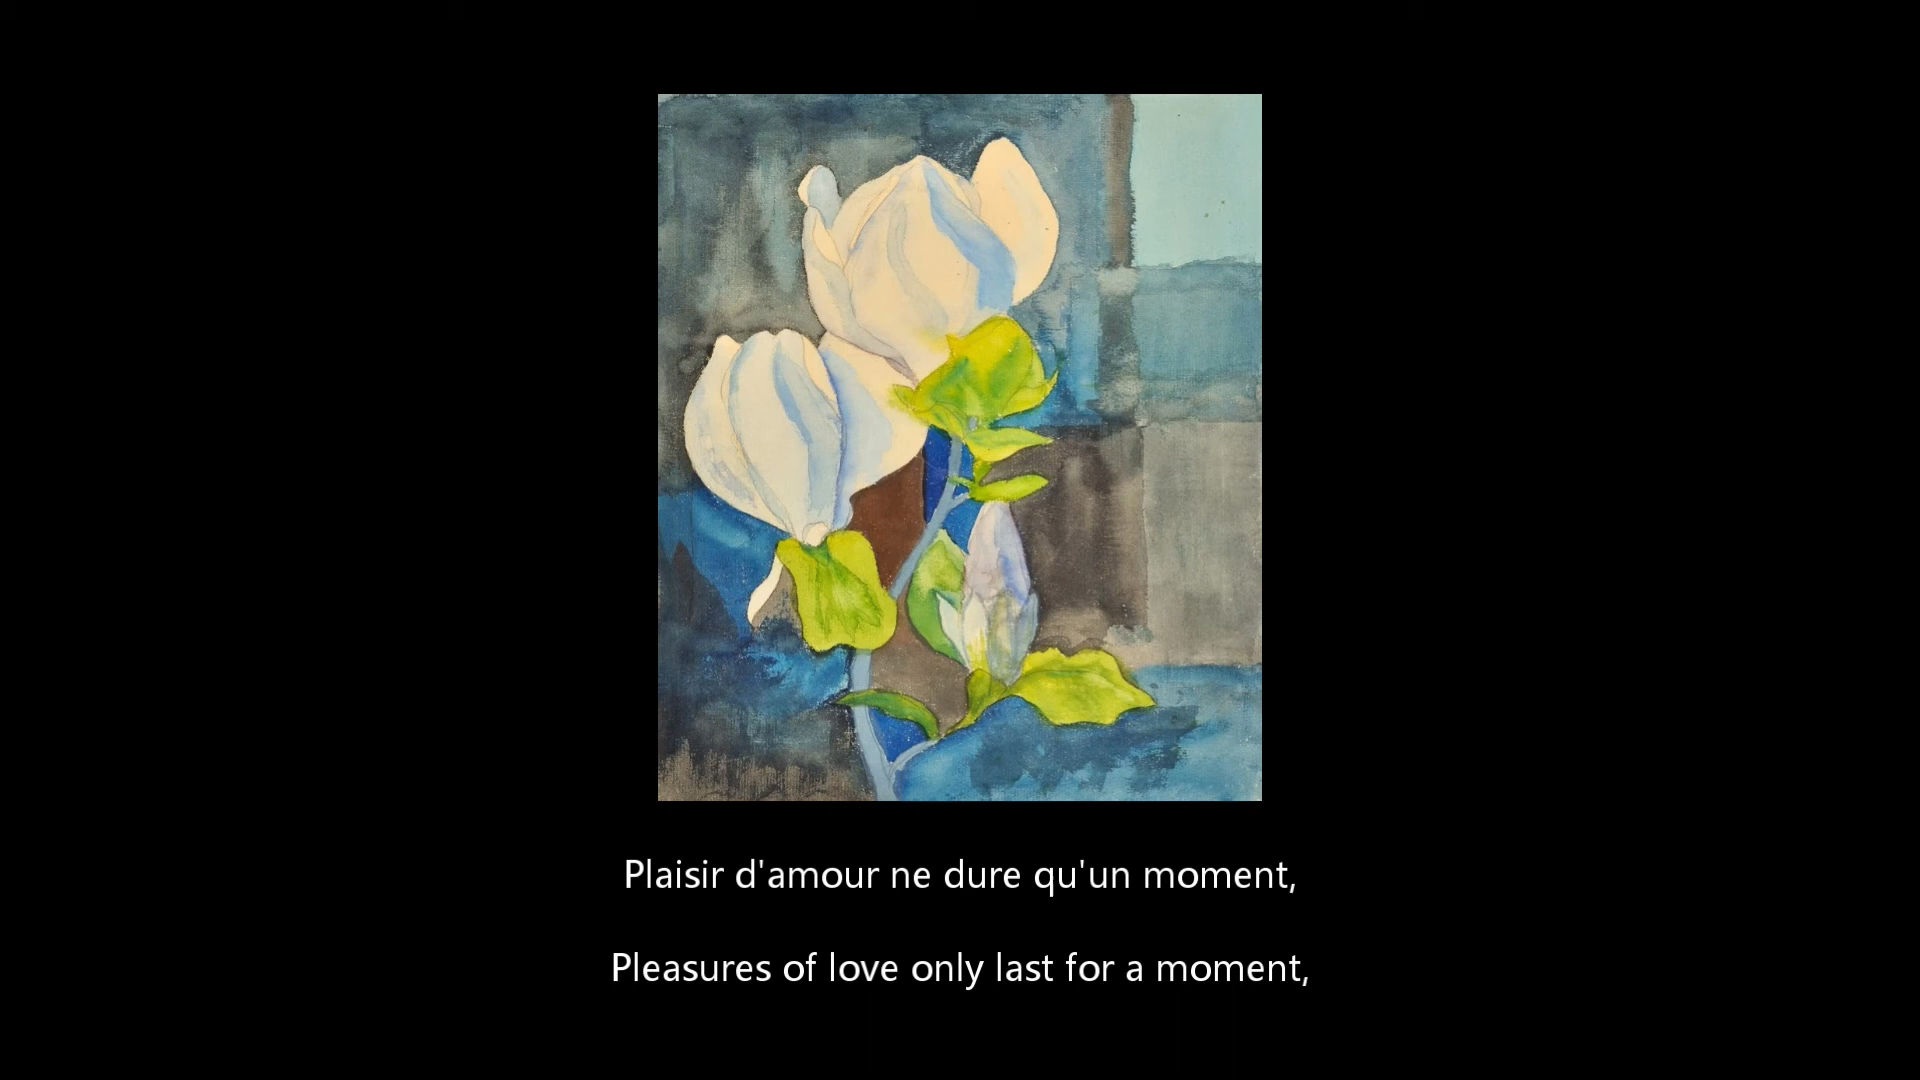 Plaisir d'amour ne dure qu'un moment,
Pleasures of love only last for a moment,